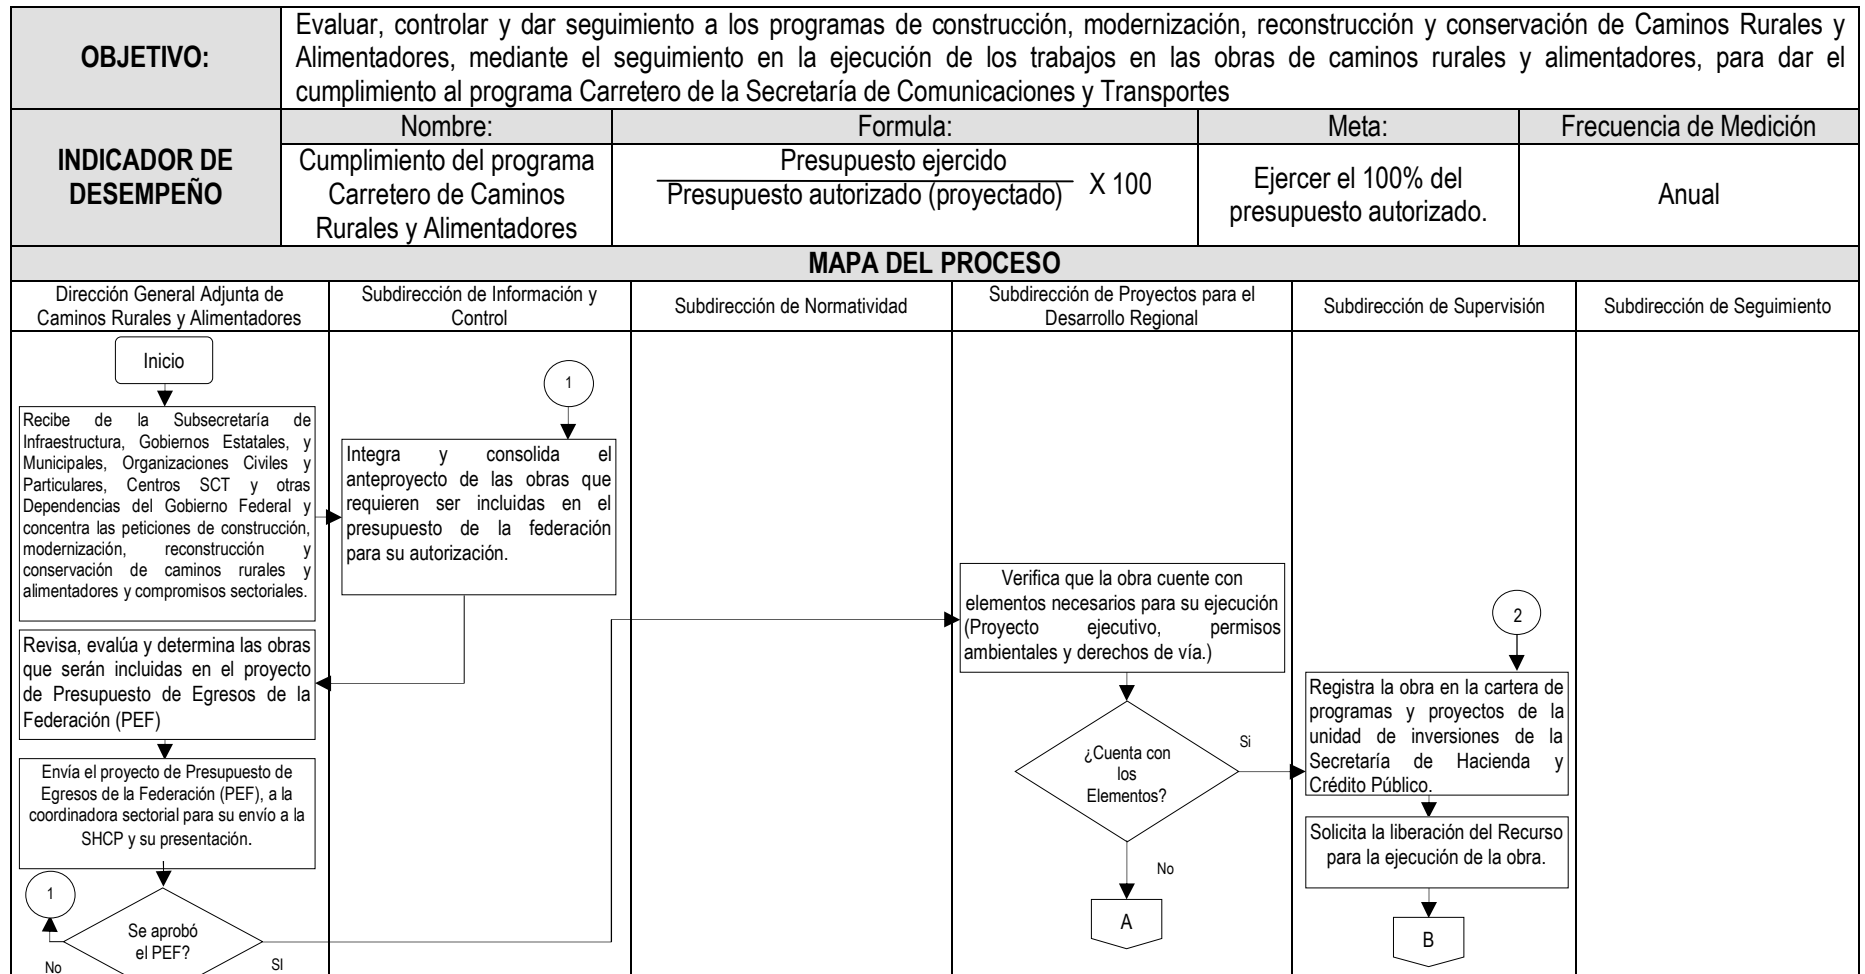 OBJETIVO:
Evaluar, controlar y dar seguimiento a los programas de construcción, modernización, reconstrucción y conservación de Caminos Rurales y
Alimentadores, mediante el seguimiento en la ejecución de los trabajos en las obras de caminos rurales y alimentadores, para dar el
cumplimiento al programa Carretero de la Secretaría de Comunicaciones y Transportes
INDICADOR DE
DESEMPEÑO
Nombre:
Formula:
Meta:
Frecuencia de Medición
Cumplimiento del programa
Carretero de Caminos
Rurales y Alimentadores
Presupuesto ejercido
Presupuesto autorizado (proyectado)
X 100
Ejercer el 100% del
presupuesto autorizado.
Anual
MAPA DEL PROCESO
Dirección General Adjunta de
Caminos Rurales y Alimentadores
Subdirección de Información y
Control
Subdirección de Normatividad
Subdirección de Proyectos para el
Desarrollo Regional
Subdirección de Supervisión
Subdirección de Seguimiento
Inicio
Recibe de la Subsecretaría de
Infraestructura, Gobiernos Estatales, y
Municipales, Organizaciones Civiles y
Particulares, Centros SCT y otras
Dependencias del Gobierno Federal y
concentra las peticiones de construcción,
modernización, reconstrucción y
conservación de caminos rurales y
alimentadores y compromisos sectoriales.
Revisa, evalúa y determina las obras
que serán incluidas en el proyecto
de Presupuesto de Egresos de la
Federación (PEF)
Envía el proyecto de Presupuesto de
Egresos de la Federación (PEF), a la
coordinadora sectorial para su envío a la
SHCP y su presentación.
1
Se aprobó
el PEF?
No
SI
1
Integra y consolida el
anteproyecto de las obras que
requieren ser incluidas en el
presupuesto de la federación
para su autorización.
Verifica que la obra cuente con
elementos necesarios para su ejecución
(Proyecto ejecutivo, permisos
ambientales y derechos de vía.)
¿Cuenta con
los
Elementos?
Si
No
A
2
Registra la obra en la cartera de
programas y proyectos de la
unidad de inversiones de la
Secretaría de Hacienda y
Crédito Público.
Solicita la liberación del Recurso
para la ejecución de la obra.
B